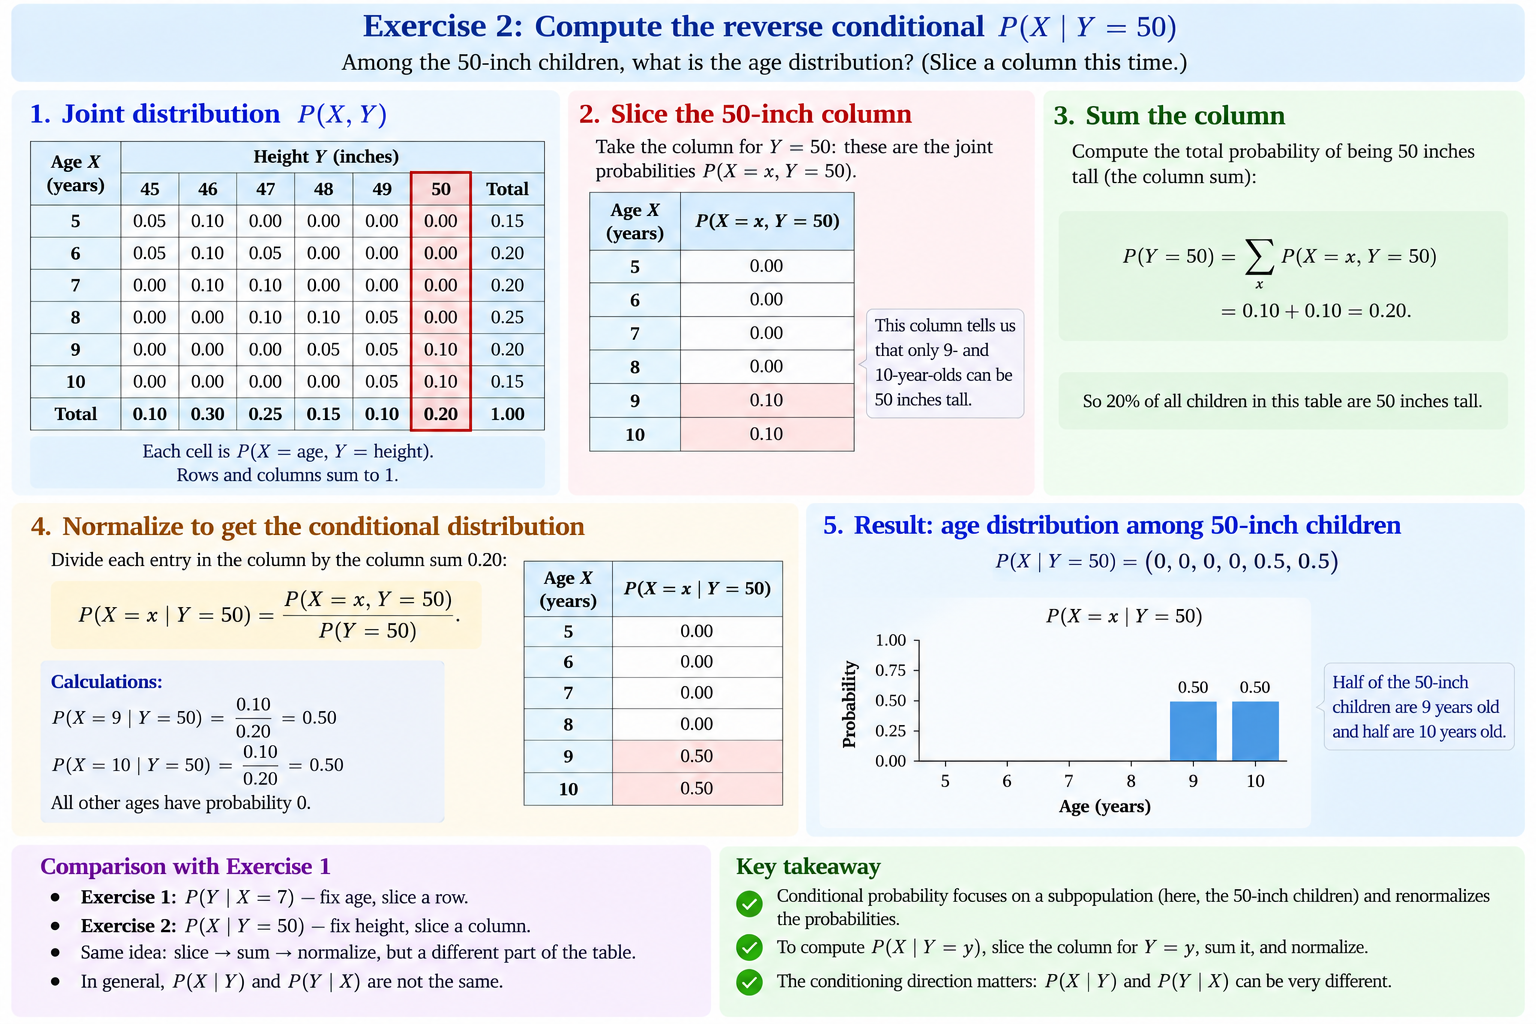 Exercise 2: Compute the reverse conditional P(X | Y = 50)
Among the 50-inch children, what is the age distribution? (Slice a column this time.)
1. Joint distribution P(X, Y)
Age X (years) Height Y (inches)
45 46 47 48 49 50 Total
5 0.05 0.10 0.00 0.00 0.00 0.00 0.15
6 0.05 0.10 0.05 0.00 0.00 0.00 0.20
7 0.00 0.10 0.10 0.00 0.00 0.00 0.20
8 0.00 0.00 0.10 0.10 0.05 0.00 0.25
9 0.00 0.00 0.00 0.05 0.05 0.10 0.20
10 0.00 0.00 0.00 0.00 0.05 0.10 0.15
Total 0.10 0.30 0.25 0.15 0.10 0.20 1.00
Each cell is P(X = age, Y = height).
Rows and columns sum to 1.
2. Slice the 50-inch column
Take the column for Y = 50: these are the joint
probabilities P(X = x, Y = 50).
Age X (years) P(X = x, Y = 50)
5 0.00
6 0.00
7 0.00
8 0.00
9 0.10
10 0.10
This column tells us
that only 9- and
10-year-olds can be
50 inches tall.
3. Sum the column
Compute the total probability of being 50 inches
tall (the column sum):
P(Y = 50) = ∑ₓ P(X = x, Y = 50)
= 0.10 + 0.10 = 0.20.
So 20% of all children in this table are 50 inches tall.
4. Normalize to get the conditional distribution
Divide each entry in the column by the column sum 0.20:
P(X = x | Y = 50) = P(X = x, Y = 50) / P(Y = 50).
Calculations:
P(X = 9 | Y = 50) = 0.10 / 0.20 = 0.50
P(X = 10 | Y = 50) = 0.10 / 0.20 = 0.50
All other ages have probability 0.
Age X (years) P(X = x | Y = 50)
5 0.00
6 0.00
7 0.00
8 0.00
9 0.50
10 0.50
5. Result: age distribution among 50-inch children
P(X | Y = 50) = (0, 0, 0, 0, 0.5, 0.5)
P(X = x | Y = 50)
Probability
1.00
0.75
0.50
0.25
0.00
0.50 0.50
5 6 7 8 9 10
Age (years)
Half of the 50-inch
children are 9 years old
and half are 10 years old.
Comparison with Exercise 1
• Exercise 1: P(Y | X = 7) — fix age, slice a row.
• Exercise 2: P(X | Y = 50) — fix height, slice a column.
• Same idea: slice → sum → normalize, but a different part of the table.
• In general, P(X | Y) and P(Y | X) are not the same.
Key takeaway
Conditional probability focuses on a subpopulation (here, the 50-inch children) and renormalizes
the probabilities.
To compute P(X | Y = y), slice the column for Y = y, sum it, and normalize.
The conditioning direction matters: P(X | Y) and P(Y | X) can be very different.